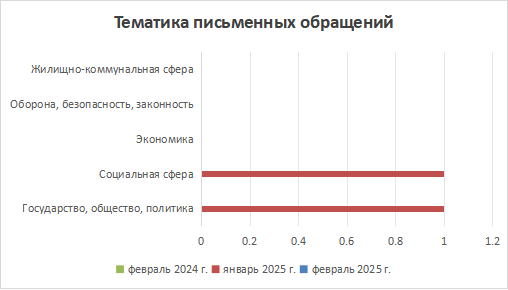 Тематика письменных обращений
Жилищно-коммунальная сфера
Оборона, безопасность, законность
Экономика
Социальная сфера
Государство, общество, политика
0 0.2 0.4 0.6 0.8 1 1.2
февраль 2024 г. январь 2025 г. февраль 2025 г.